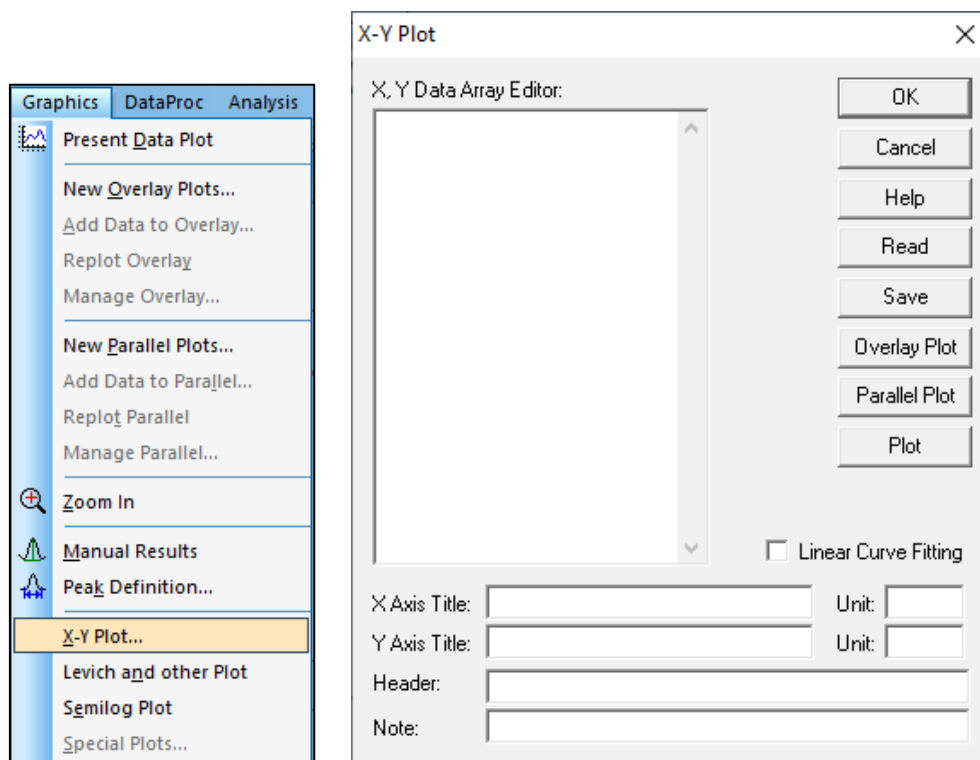 Graphics DataProc Analysis
Present Data Plot
New Overlay Plots...
Add Data to Overlay...
Replot Overlay
Manage Overlay...
New Parallel Plots...
Add Data to Parallel...
Replot Parallel
Manage Parallel...
Zoom In
Manual Results
Peak Definition...
X-Y Plot...
Levich and other Plot
Semilog Plot
Special Plots...
X-Y Plot
X, Y Data Array Editor:
OK
Cancel
Help
Read
Save
Overlay Plot
Parallel Plot
Plot
Linear Curve Fitting
X Axis Title: Unit:
Y Axis Title: Unit:
Header:
Note: